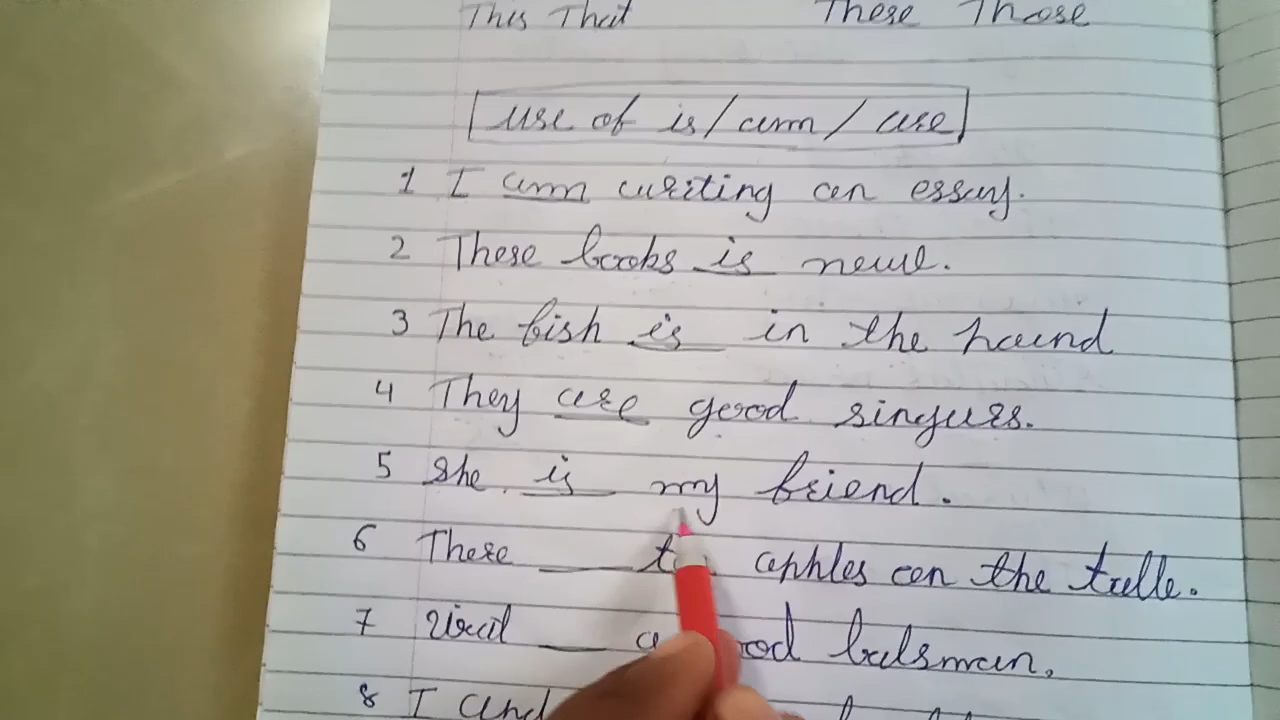 This That These Those
use of is/am/are
1 I am writing an essay.
2 These books is new.
3 The fish is in the pond
4 They are good singers.
5 She is my friend.
6 There ___ apples on the table.
7 Virat ___ a good batsman.
8 I and